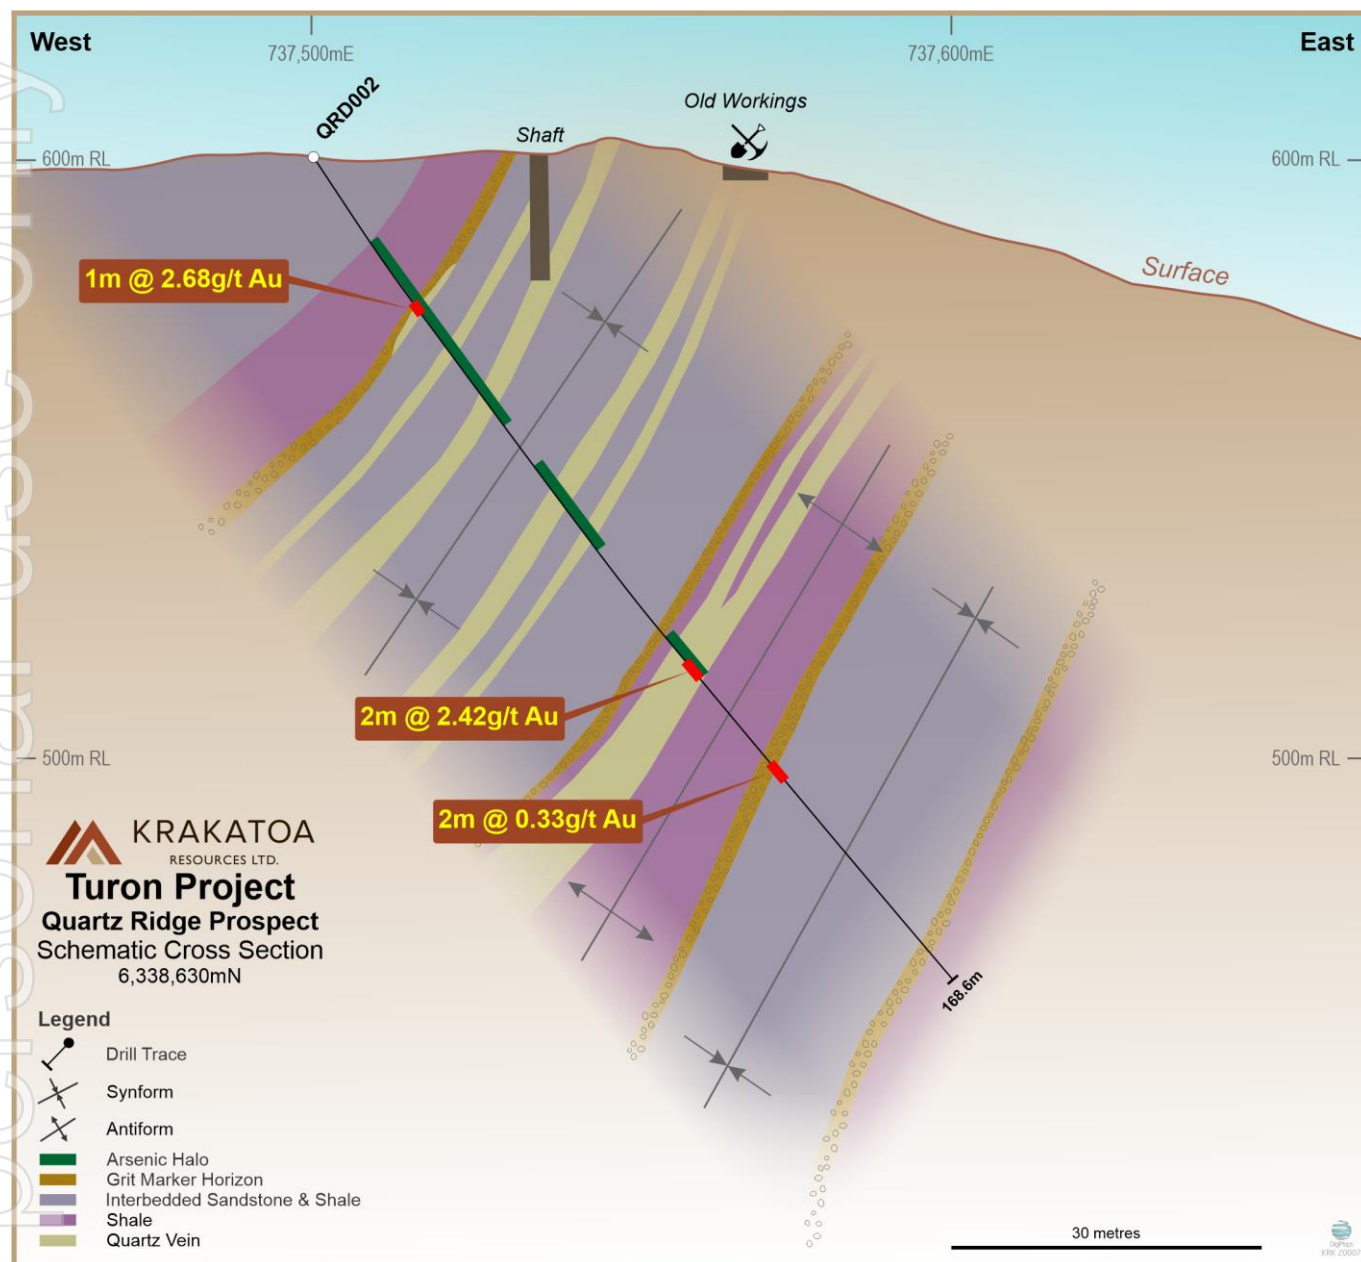 West
East
737,500mE
737,600mE
QRD002
Shaft
Old Workings
600m RL
600m RL
Surface
1m @ 2.68g/t Au
2m @ 2.42g/t Au
500m RL
500m RL
2m @ 0.33g/t Au
168.6m
KRAKATOA
RESOURCES LTD.
Turon Project
Quartz Ridge Prospect
Schematic Cross Section
6,338,630mN
Legend
Drill Trace
Synform
Antiform
Arsenic Halo
Grit Marker Horizon
Interbedded Sandstone & Shale
Shale
Quartz Vein
30 metres